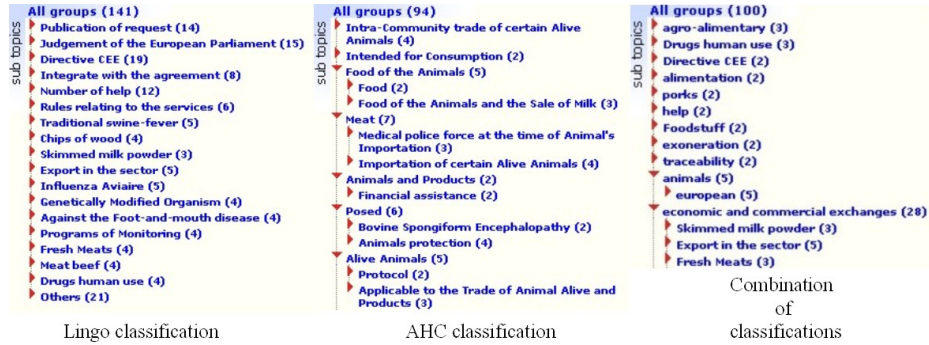 sub topics
All groups (141)
Publication of request (14)
Judgement of the European Parliament (15)
Directive CEE (19)
Integrate with the agreement (8)
Number of help (12)
Rules relating to the services (6)
Traditional swine-fever (5)
Chips of wood (4)
Skimmed milk powder (3)
Export in the sector (5)
Influenza Aviaire (5)
Genetically Modified Organism (4)
Against the Foot-and-mouth disease (4)
Programs of Monitoring (4)
Fresh Meats (4)
Meat beef (4)
Drugs human use (4)
Others (21)
Lingo classification
sub topics
All groups (94)
Intra-Community trade of certain Alive
Animals (4)
Intended for Consumption (2)
Food of the Animals (5)
Food (2)
Food of the Animals and the Sale of Milk (3)
Meat (7)
Medical police force at the time of Animal's
Importation (3)
Importation of certain Alive Animals (4)
Animals and Products (2)
Financial assistance (2)
Posed (6)
Bovine Spongiform Encephalopathy (2)
Animals protection (4)
Alive Animals (5)
Protocol (2)
Applicable to the Trade of Animal Alive and
Products (3)
AHC classification
sub topics
All groups (100)
agro-alimentary (3)
Drugs human use (3)
Directive CEE (2)
alimentation (2)
porks (2)
help (2)
Foodstuff (2)
exoneration (2)
traceability (2)
animals (5)
european (5)
economic and commercial exchanges (28)
Skimmed milk powder (3)
Export in the sector (5)
Fresh Meats (3)
Combination
of
classifications